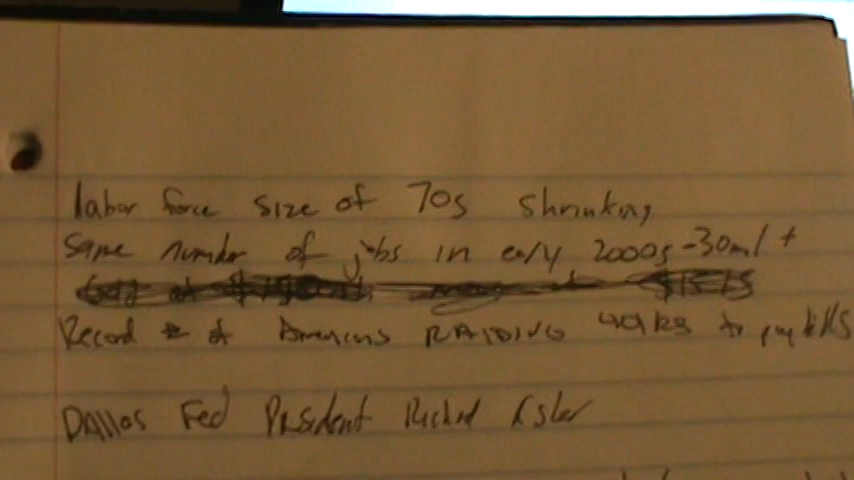 labor force size of 70s shrinking
Same number of jobs in early 2000s -30ml +
Record # of Americans RAIDING 401ks to pay bills
DALLAS Fed President Richard Fisher